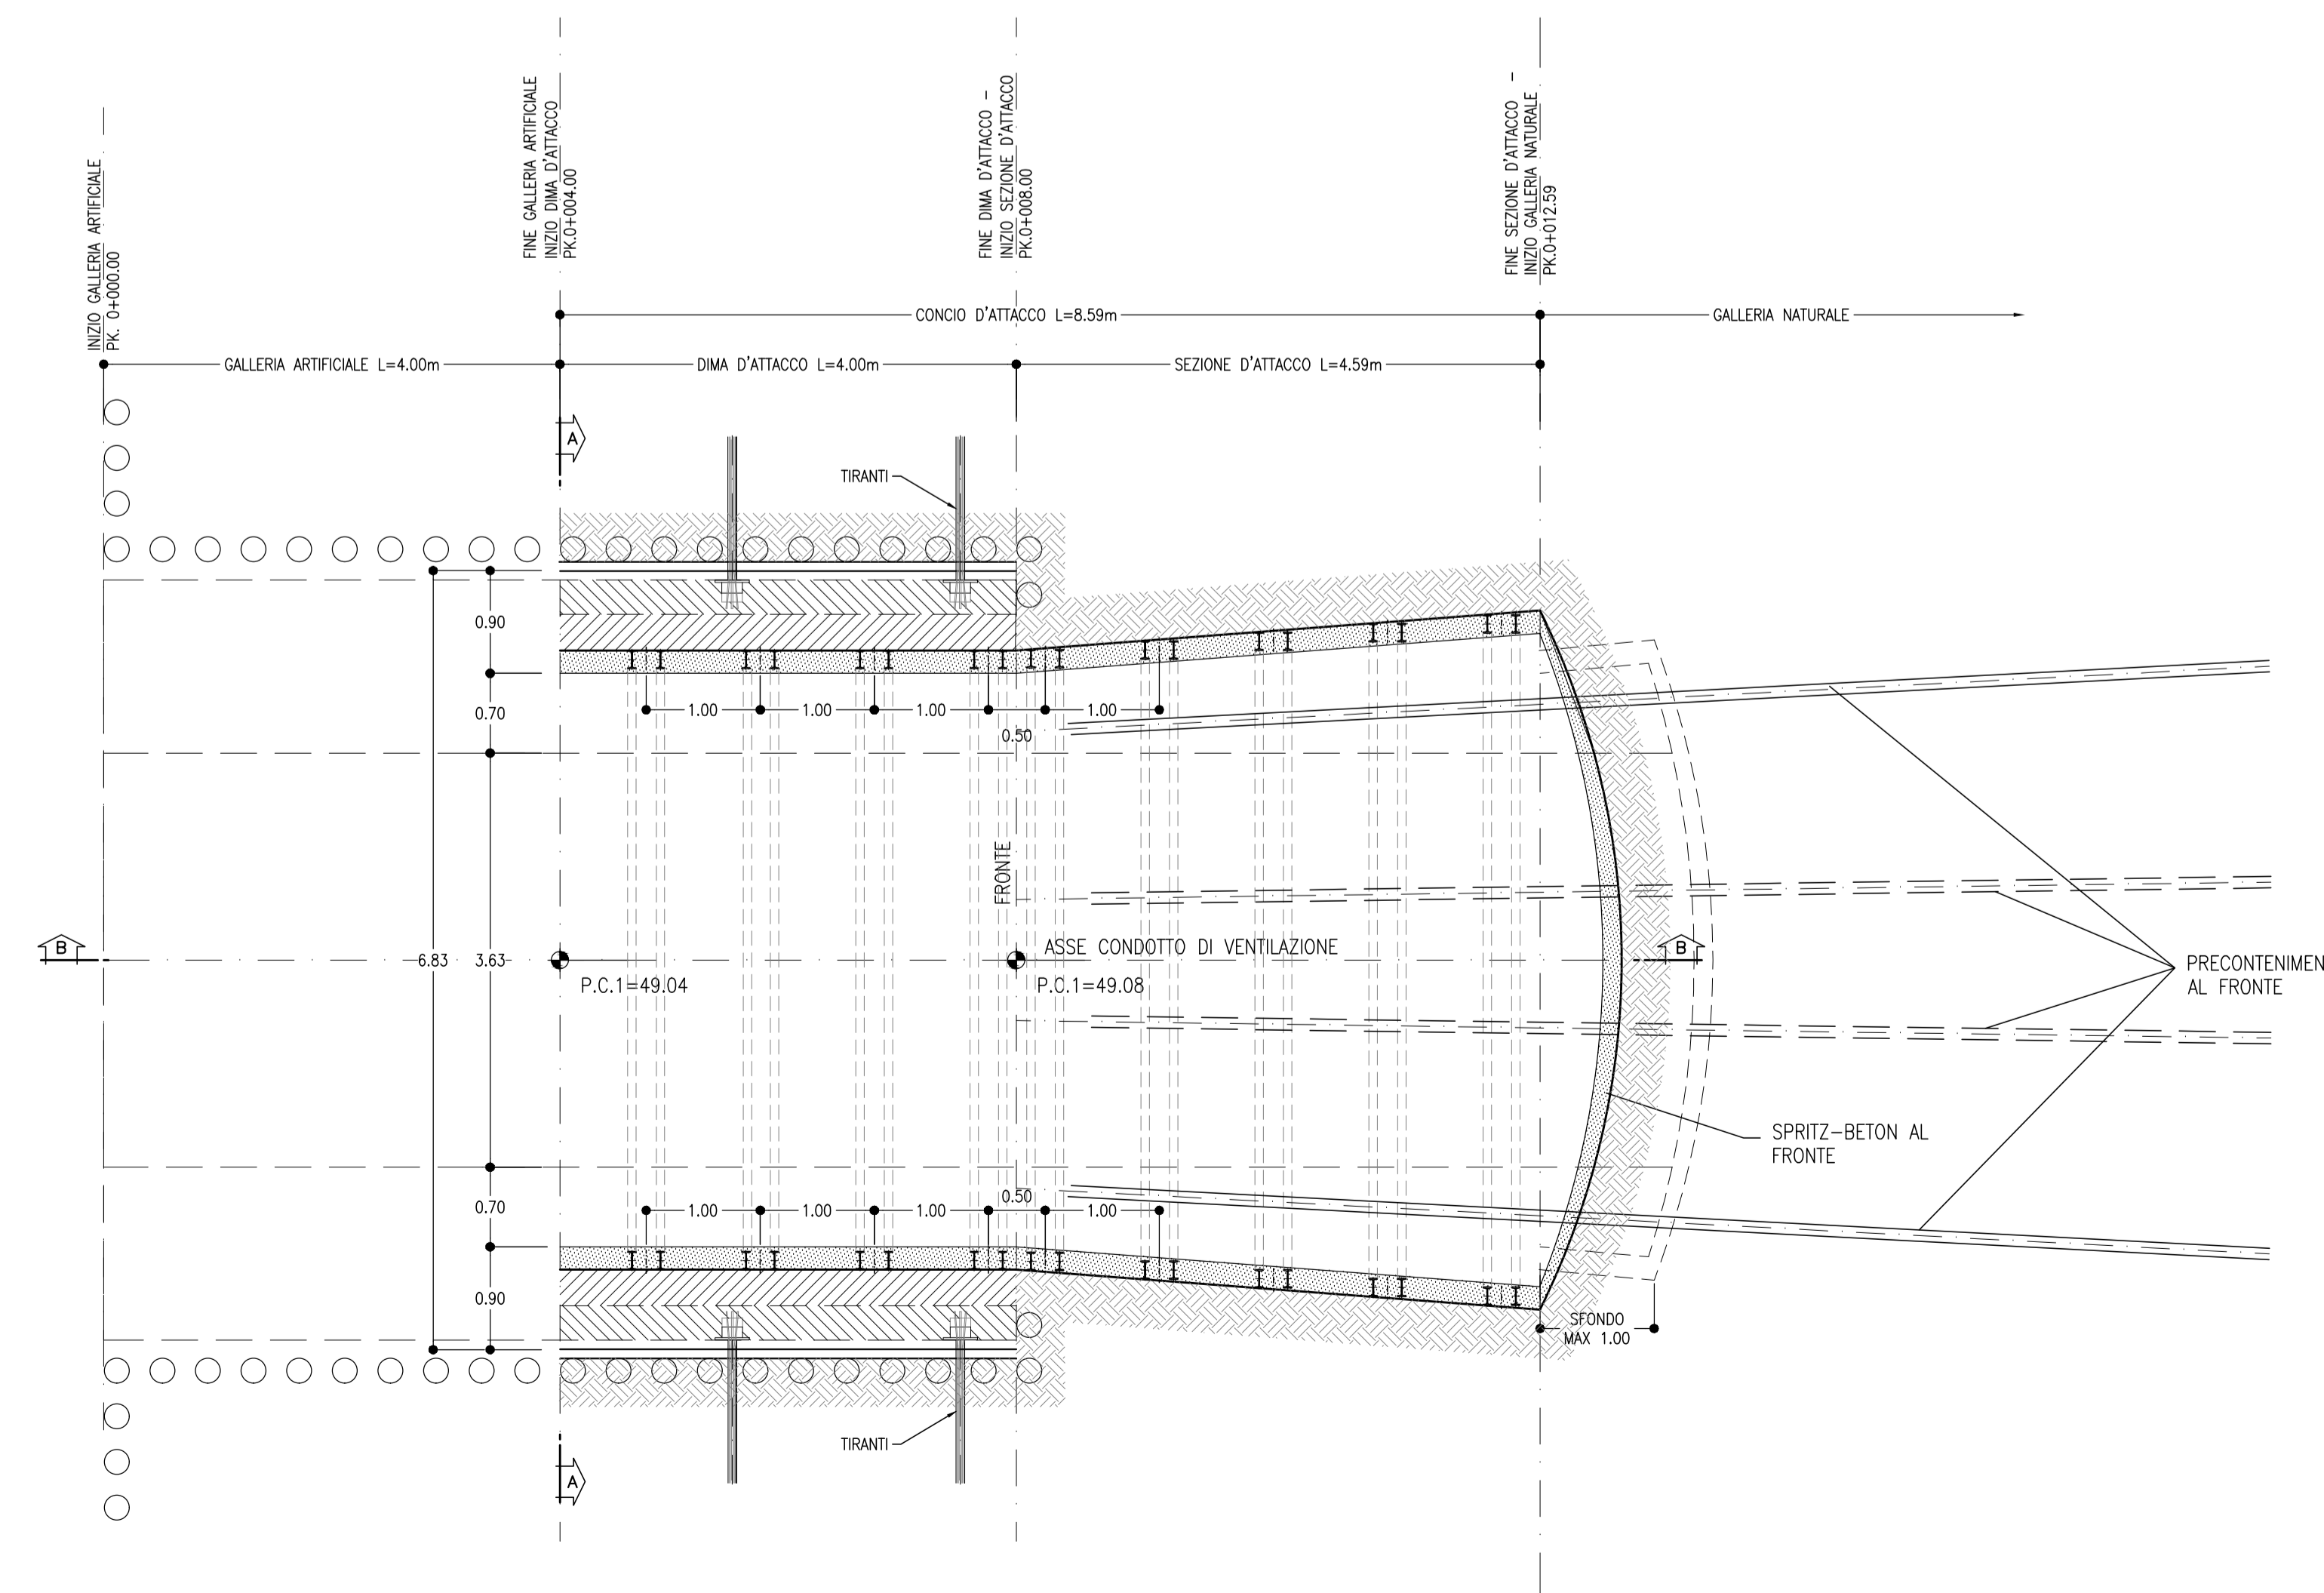 INIZIO GALLERIA ARTIFICIALE
PK. 0+000.00
FINE GALLERIA ARTIFICIALE
INIZIO DIMA D'ATTACCO
PK.0+004.00
FINE DIMA D'ATTACCO -
INIZIO SEZIONE D'ATTACCO
PK.0+008.00
FINE SEZIONE D'ATTACCO -
INIZIO GALLERIA NATURALE
PK.0+012.59
CONCIO D'ATTACCO L=8.59m
GALLERIA NATURALE
GALLERIA ARTIFICIALE L=4.00m
DIMA D'ATTACCO L=4.00m
SEZIONE D'ATTACCO L=4.59m
A
TIRANTI
0.90
0.70
1.00
1.00
1.00
1.00
0.50
FRONTE
B
6.83
3.63
ASSE CONDOTTO DI VENTILAZIONE
P.C.1=49.04
P.C.1=49.08
B
PRECONTENIMEN
AL FRONTE
SPRITZ-BETON AL
FRONTE
0.50
0.70
1.00
1.00
1.00
1.00
0.90
SFONDO
MAX 1.00
TIRANTI
A